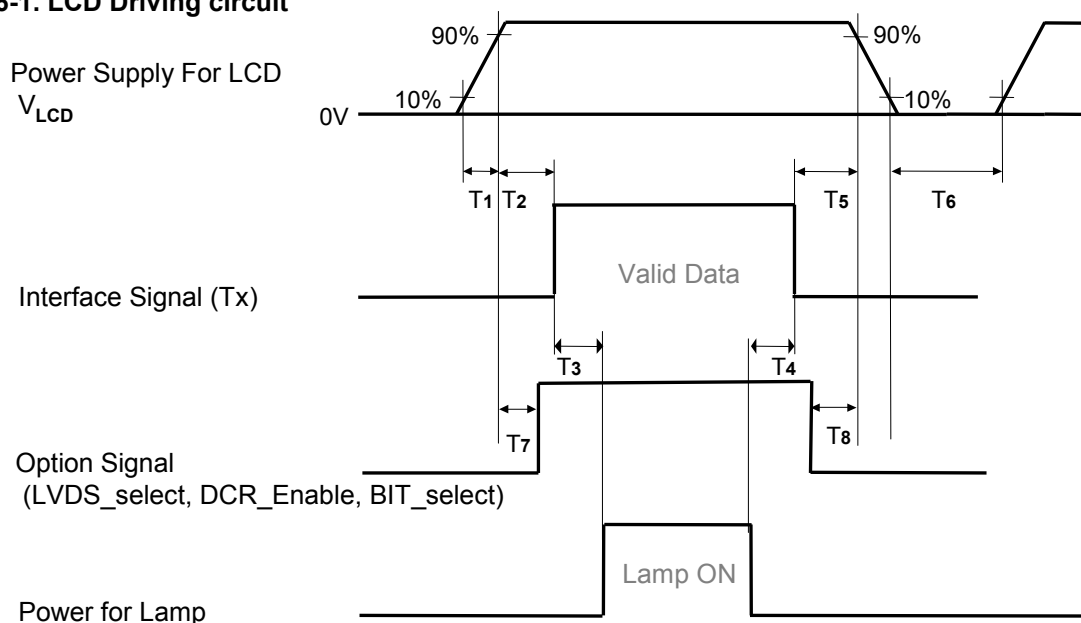 -1. LCD Driving circuit
90%
90%
Power Supply For LCD
10%
10%
VLCD
0V
T1 T2
T5
T6
Valid Data
Interface Signal (Tx)
T3
T4
T7
T8
Option Signal
(LVDS_select, DCR_Enable, BIT_select)
Lamp ON
Power for Lamp